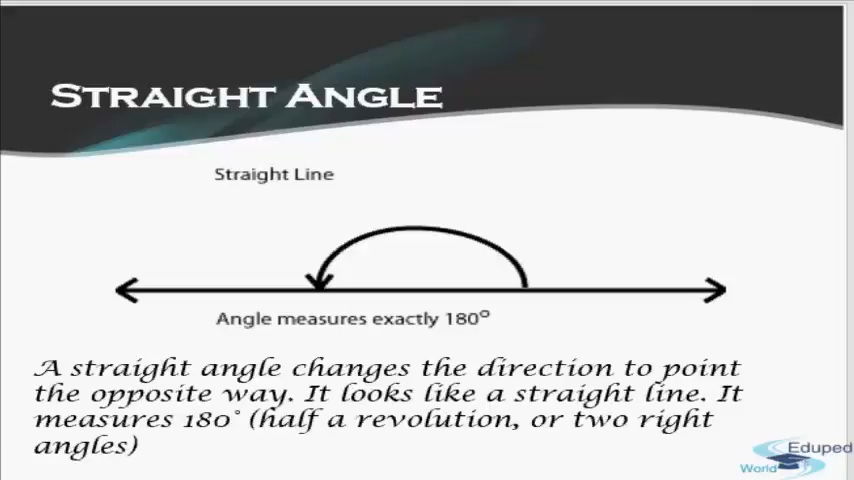 STRAIGHT ANGLE
Straight Line
Angle measures exactly 180°
A straight angle changes the direction to point
the opposite way. It looks like a straight line. It
measures 180° (half a revolution, or two right
angles)
Eduped
World